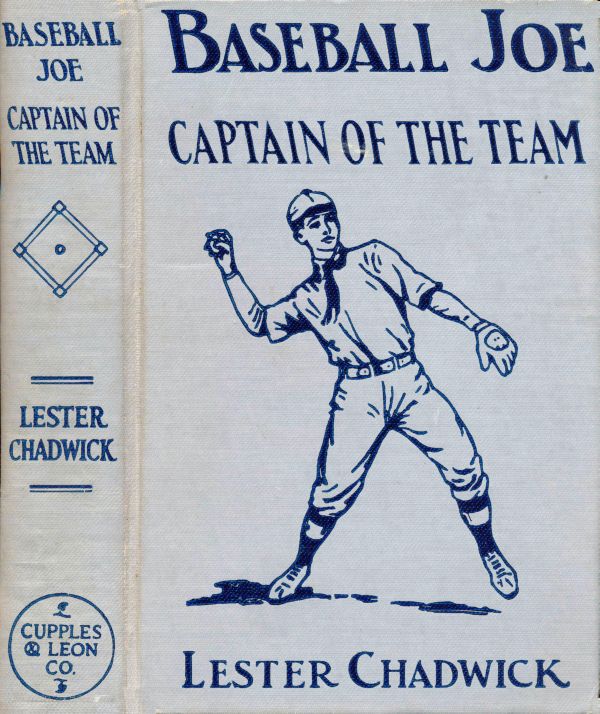 BASEBALL
JOE
CAPTAIN OF
THE TEAM
LESTER
CHADWICK
CUPPLES
& LEON
CO.
BASEBALL JOE
CAPTAIN OF THE TEAM
LESTER CHADWICK